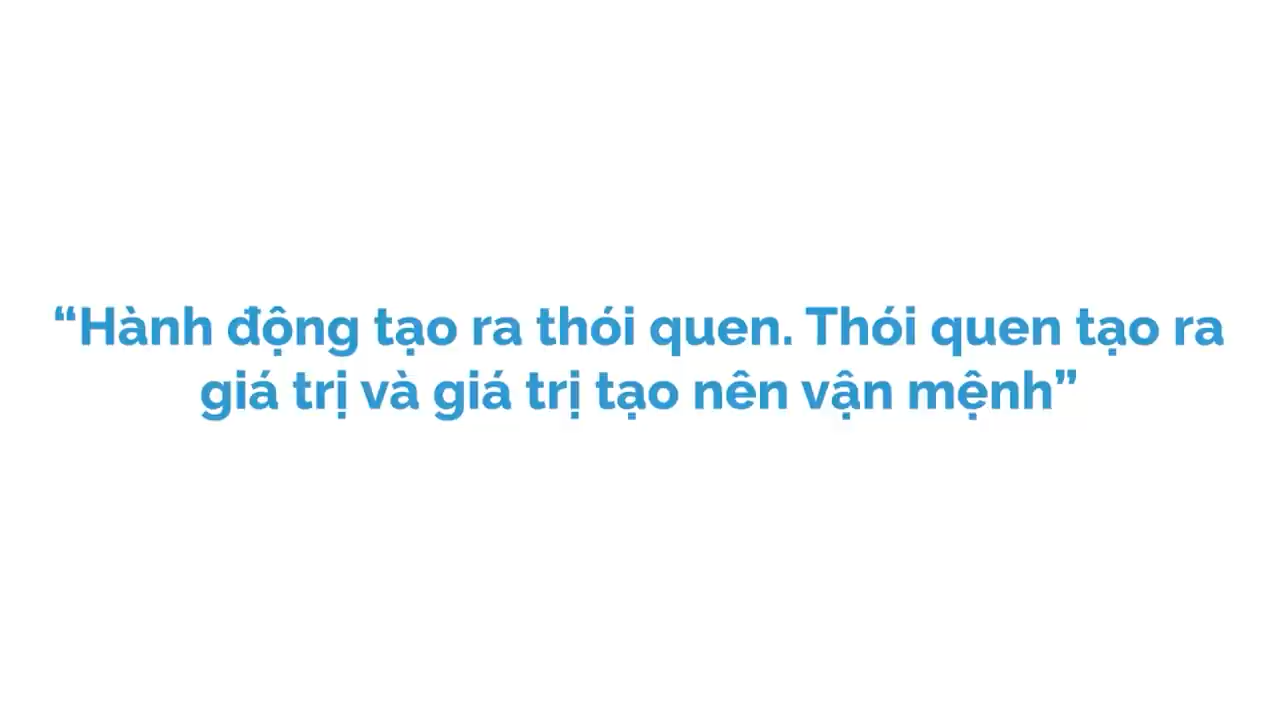 “Hành động tạo ra thói quen. Thói quen tạo ra
giá trị và giá trị tạo nên vận mệnh”